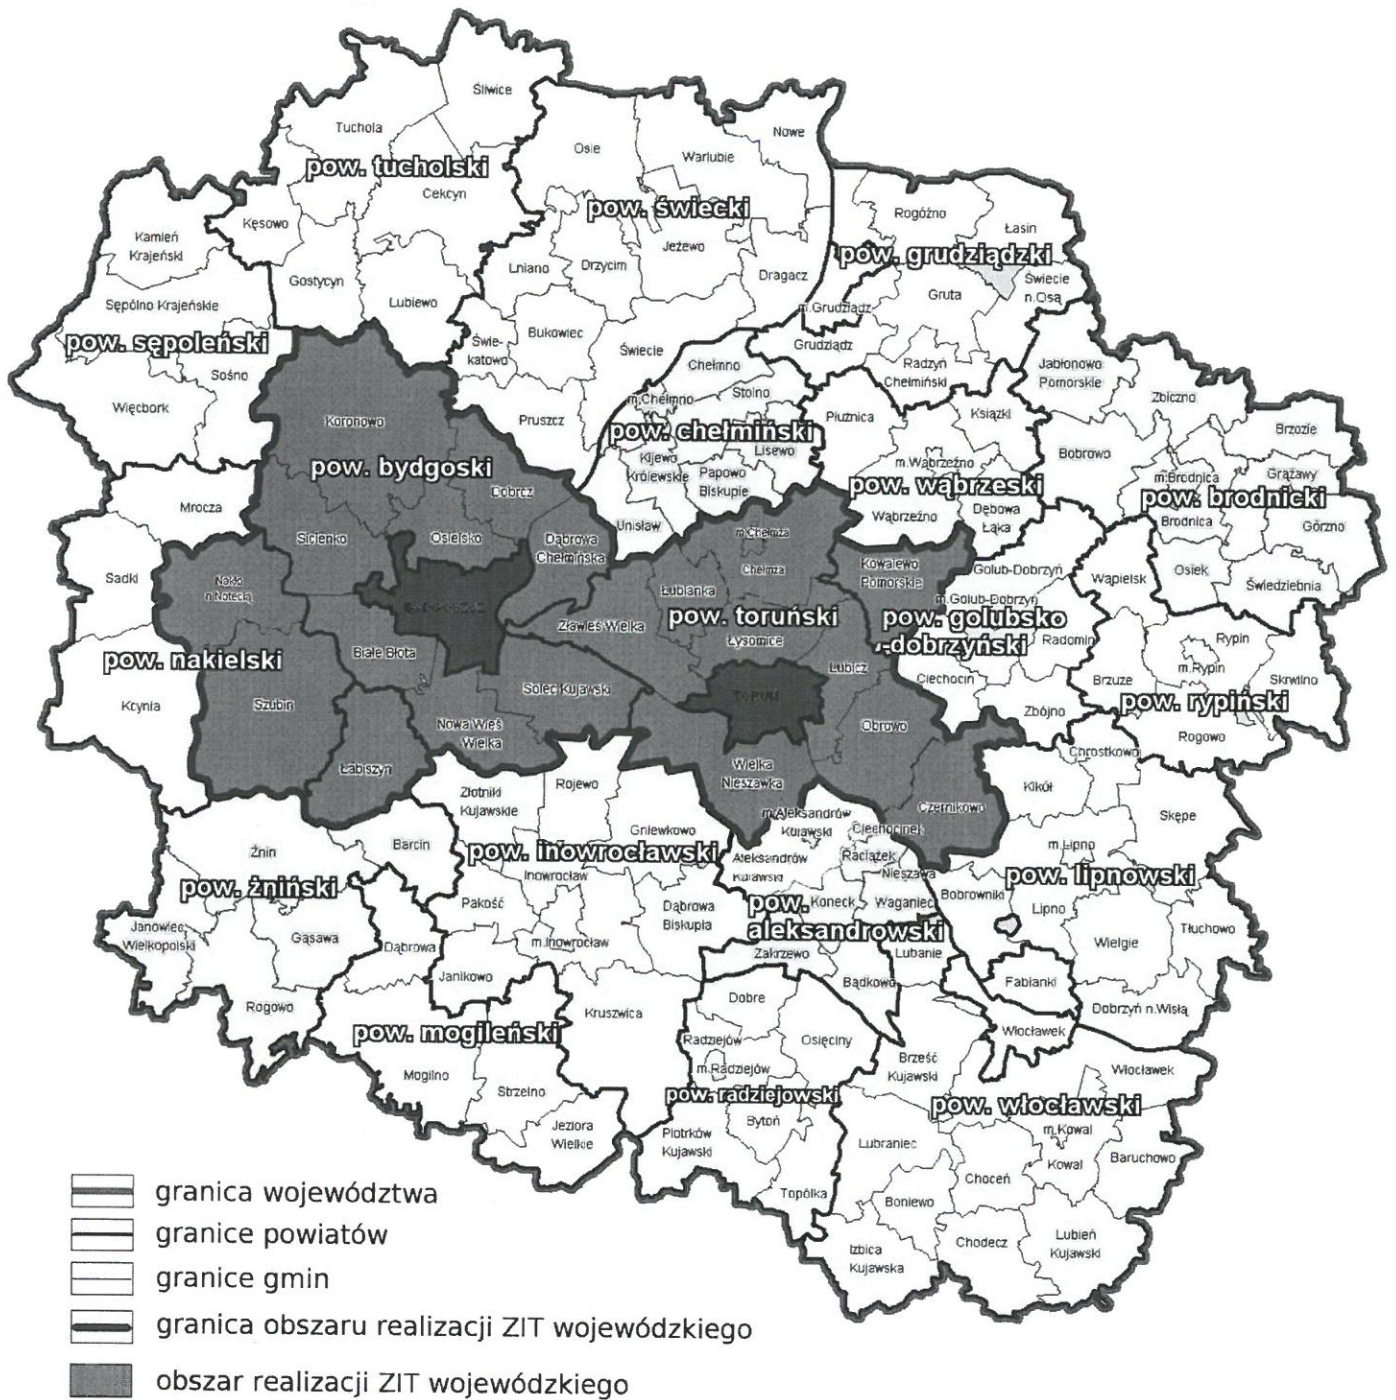 Śliwice
Tuchola
Nowe
Osie
Warlubie
pow. tucholski
Cekcyn
pow. świecki
Rogóźno
Łasin
Kęsowo
Kamień
Krajeński
Jeżewo
pow. grudziądzki
Lniano
Drzycim
Dragacz
Gostycyn
Świecie
n.Osą
Gruta
Lubiewo
Sępólno Krajeńskie
m.Grudziądz
Bukowiec
pow. sępoleński
Świe-
katowo
Świecie
Grudziądz
Sośno
Chełmno
Radzyń
Chełmiński
Jabłonowo
Pomorskie
Więcbork
m.Chełmno
Stolno
Zbiczno
Koronowo
Pruszcz
Płużnica
Książki
pow. chełmiński
Brzozie
Lisewo
Bobrowo
pow. bydgoski
Kijewo
Królewskie
Papowo
Biskupie
m.Wąbrzeźno
m.Brodnica
Grążawy
Dobrcz
pow. wąbrzeski
pow. brodnicki
Mrocza
Dębowa
Łąka
Wąbrzeźno
Unisław
Brodnica
Górzno
Sicienko
Osielsko
Dąbrowa
Chełmińska
m.Chełmża
Chełmża
Kowalewo
Pomorskie
Golub-Dobrzyń
Osiek
Sadki
Nakło
n.Notecią
Wąpielsk
Świedziebnia
Łubianka
m.Golub-Dobrzyń
pow. toruński
pow. golubsko
-dobrzyński
Zławieś Wielka
Łysomice
Radomin
Rypin
Białe Błota
pow. nakielski
Lubicz
m.Rypin
Ciechocin
Brzuze
Skrwilno
Solec Kujawski
Toruń
Kcynia
Szubin
pow. rypiński
Zbójno
Nowa Wieś
Wielka
Obrowo
Rogowo
Chrostkowo
Łabiszyn
Wielka
Nieszawka
Kikół
Złotniki
Kujawskie
Rojewo
Czernikowo
Skępe
m.Aleksandrów
Kujawski
Gniewkowo
Ciechocinek
Barcin
m.Lipno
Żnin
pow. inowrocławski
Aleksandrów
Kujawski
Raciążek
Nieszawa
pow. lipnowski
pow. żniński
Inowrocław
Bobrowniki
Pakość
Dąbrowa
Biskupia
pow.
aleksandrowski
Koneck
Waganiec
Lipno
Janowiec
Wielkopolski
Gąsawa
Dąbrowa
m.Inowrocław
Wielgie
Tłuchowo
Zakrzewo
Lubanie
Janikowo
Bądkowo
Fabianki
Rogowo
Dobre
Dobrzyń n.Wisłą
Kruszwica
pow. mogileński
Włocławek
Radziejów
Osięciny
Brześć
Kujawski
m.Radziejów
Włocławek
Mogilno
Strzelno
pow. radziejowski
pow. włocławski
Bytoń
Jeziora
Wielkie
m.Kowal
Piotrków
Kujawski
Lubraniec
Kowal
Baruchowo
Choceń
Topólka
Boniewo
Izbica
Kujawska
Chodecz
Lubień
Kujawski
granica województwa
granice powiatów
granice gmin
granica obszaru realizacji ZIT wojewódzkiego
obszar realizacji ZIT wojewódzkiego